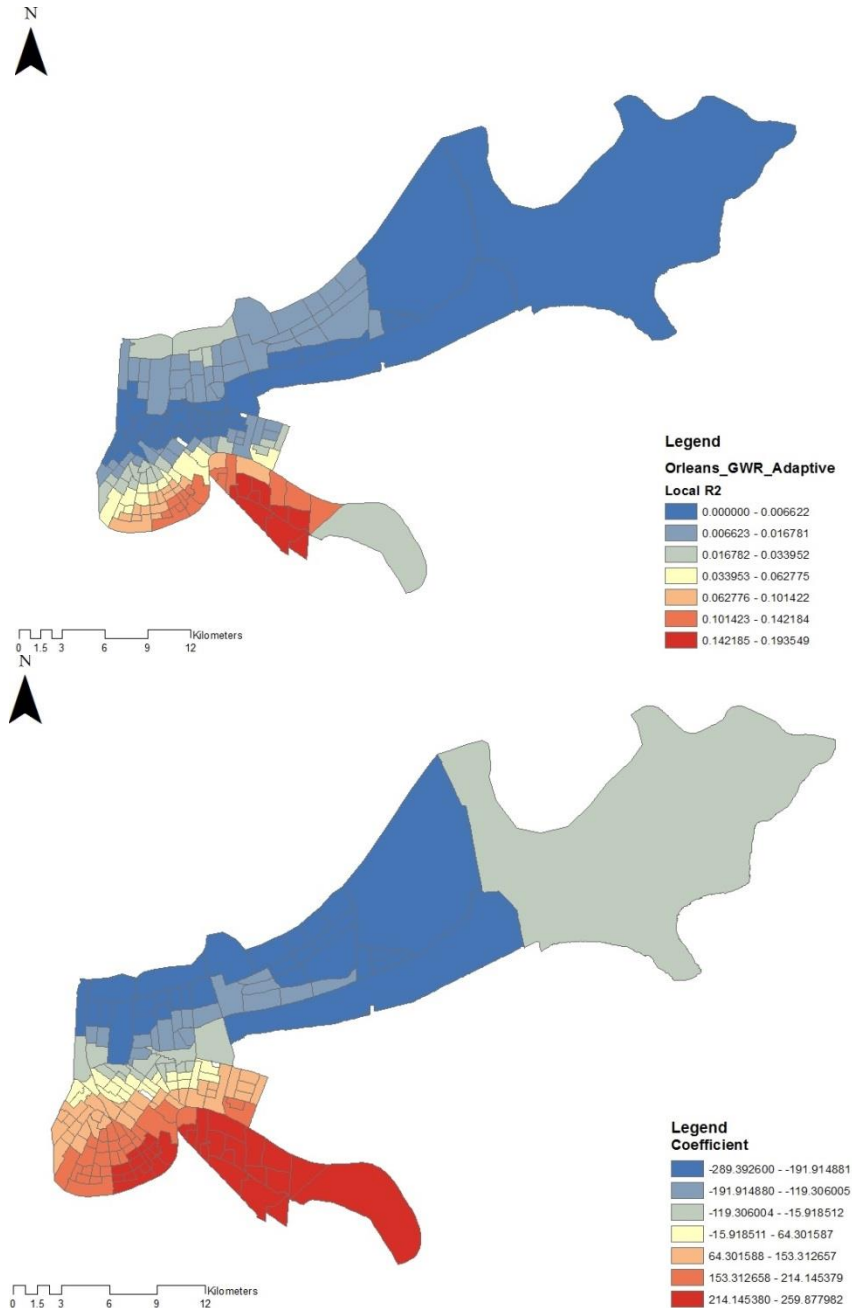 N
Legend
Orleans_GWR_Adaptive
Local R2
0.000000 - 0.006622
0.006623 - 0.016781
0.016782 - 0.033952
0.033953 - 0.062775
0.062776 - 0.101422
0.101423 - 0.142184
0.142185 - 0.193549
Kilometers
0 1.5 3 6 9 12
N
Legend
Coefficient
-289.392600 - -191.914881
-191.914880 - -119.306005
-119.306004 - -15.918512
-15.918511 - 64.301587
64.301588 - 153.312657
153.312658 - 214.145379
214.145380 - 259.877982
Kilometers
0 1.5 3 6 9 12